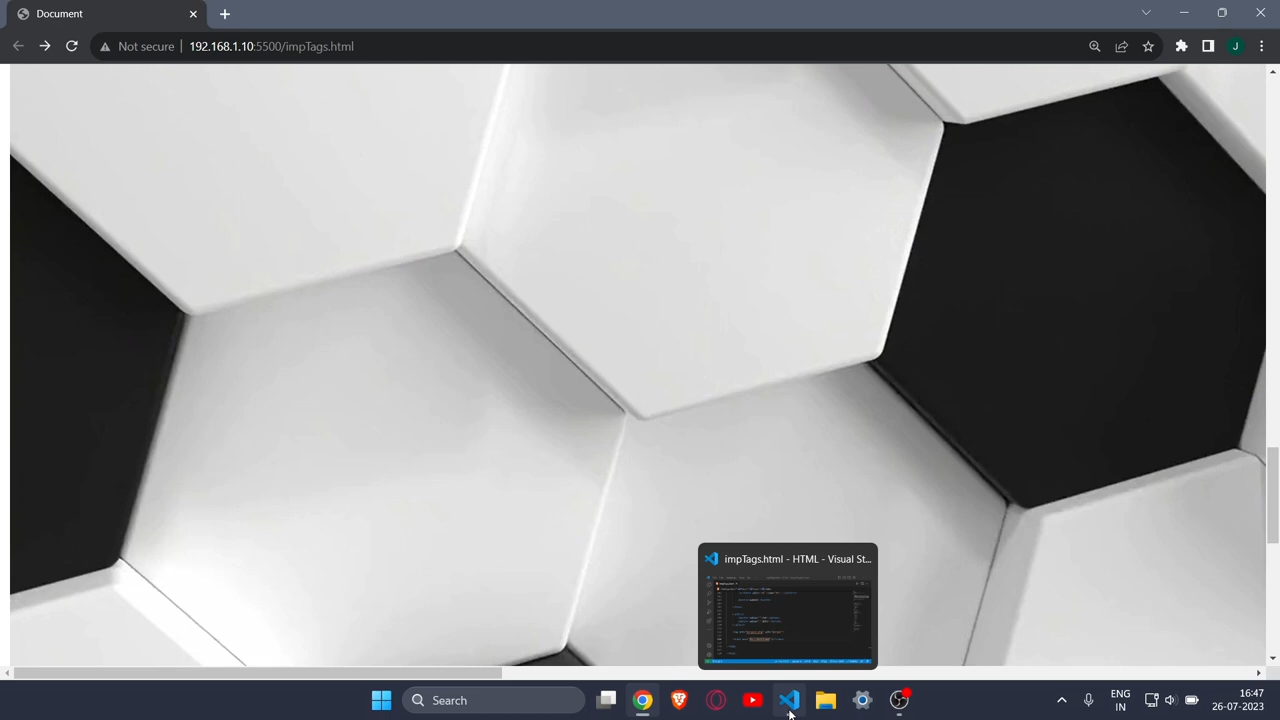 Document
Not secure
192.168.1.10:5500/impTags.html
J
impTags.html - HTML - Visual St...
Search
ENG
IN
16:47
26-07-2023